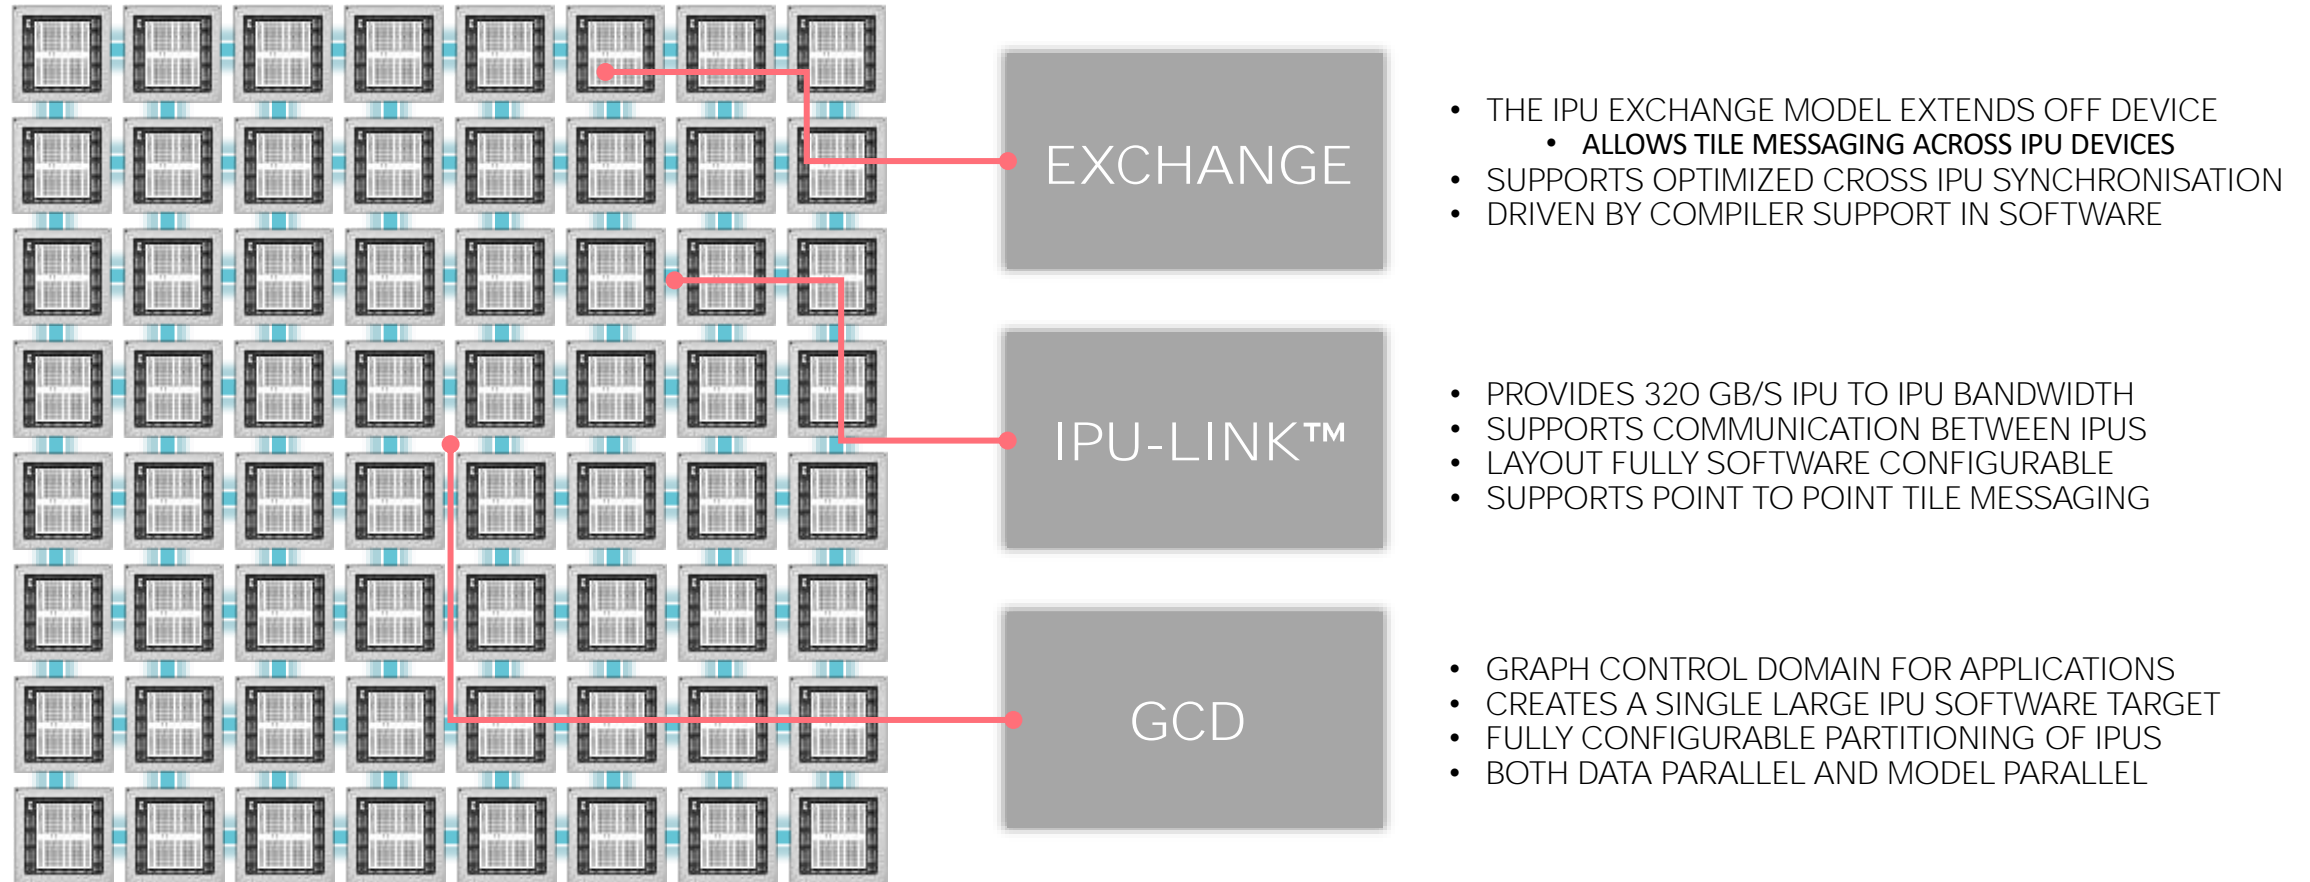 EXCHANGE
• THE IPU EXCHANGE MODEL EXTENDS OFF DEVICE
• ALLOWS TILE MESSAGING ACROSS IPU DEVICES
• SUPPORTS OPTIMIZED CROSS IPU SYNCHRONISATION
• DRIVEN BY COMPILER SUPPORT IN SOFTWARE
IPU-LINK™
• PROVIDES 320 GB/S IPU TO IPU BANDWIDTH
• SUPPORTS COMMUNICATION BETWEEN IPUS
• LAYOUT FULLY SOFTWARE CONFIGURABLE
• SUPPORTS POINT TO POINT TILE MESSAGING
GCD
• GRAPH CONTROL DOMAIN FOR APPLICATIONS
• CREATES A SINGLE LARGE IPU SOFTWARE TARGET
• FULLY CONFIGURABLE PARTITIONING OF IPUS
• BOTH DATA PARALLEL AND MODEL PARALLEL